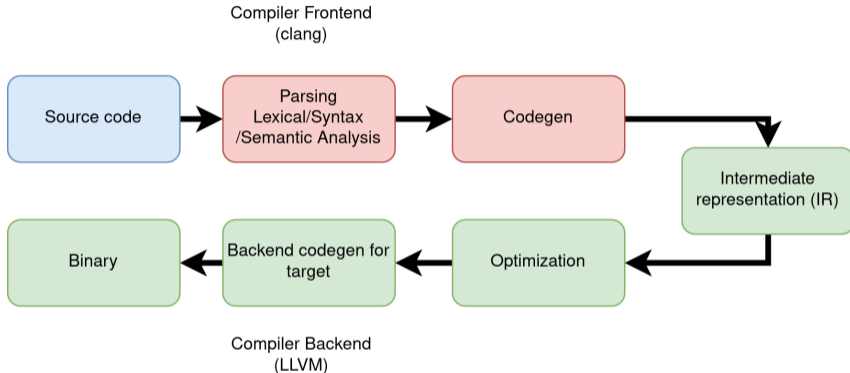 Compiler Frontend
(clang)
Source code
Parsing
Lexical/Syntax
/Semantic Analysis
Codegen
Intermediate
representation (IR)
Binary
Backend codegen for
target
Optimization
Compiler Backend
(LLVM)